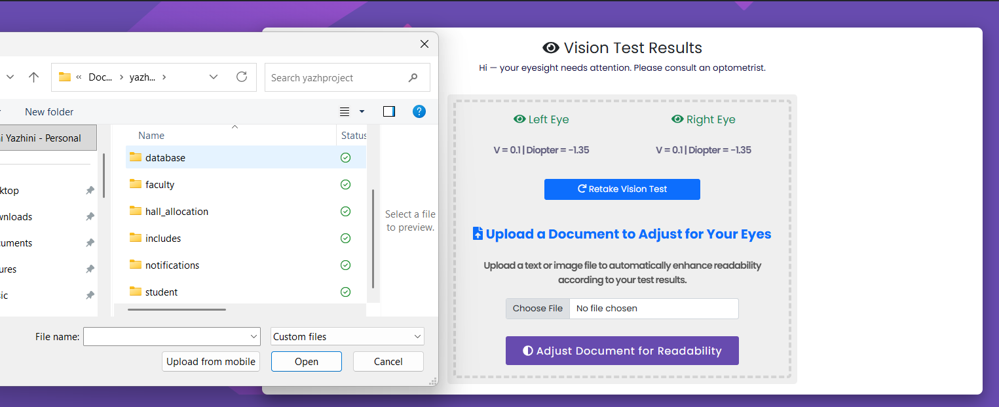 Doc...
yazh...
Search yazhproject
New folder
i Yazhini - Personal
Name
Status
database
faculty
hall_allocation
includes
notifications
student
ktop
wnloads
cuments
ures
sic
Select a file
to preview.
File name:
Custom files
Upload from mobile
Open
Cancel
Vision Test Results
Hi — your eyesight needs attention. Please consult an optometrist.
Left Eye
Right Eye
V = 0.1 | Diopter = -1.35
V = 0.1 | Diopter = -1.35
Retake Vision Test
Upload a Document to Adjust for Your Eyes
Upload a text or image file to automatically enhance readability
according to your test results.
Choose File
No file chosen
Adjust Document for Readability